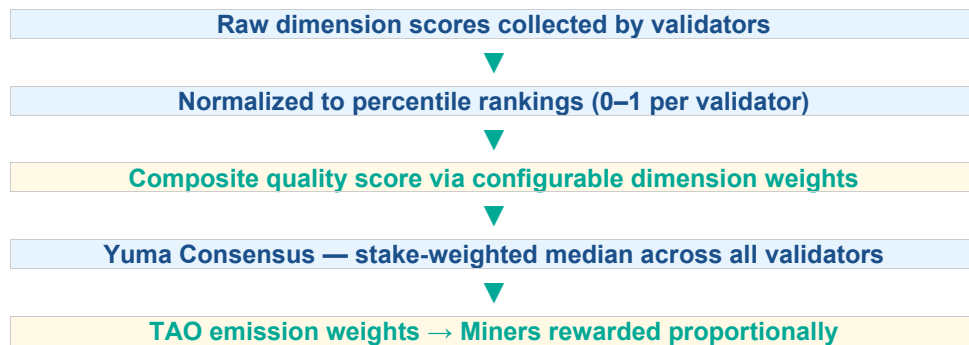 Raw dimension scores collected by validators
Normalized to percentile rankings (0–1 per validator)
Composite quality score via configurable dimension weights
Yuma Consensus — stake-weighted median across all validators
TAO emission weights → Miners rewarded proportionally